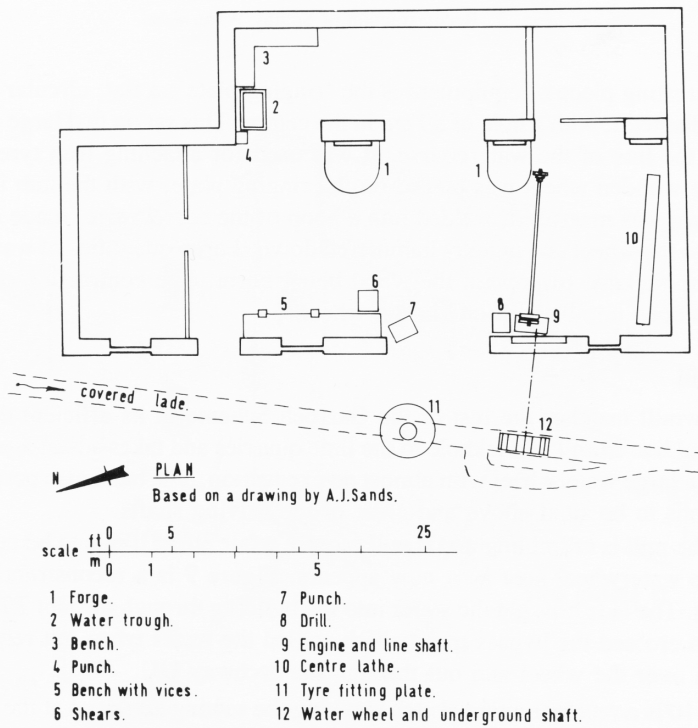 3
2
4
1
1
10
6
5
7
8
9
covered lade.
11
12
N
PLAN
Based on a drawing by A.J.Sands.
scale ft 0 5 25
m 0 1 5
1 Forge.
2 Water trough.
3 Bench.
4 Punch.
5 Bench with vices.
6 Shears.
7 Punch.
8 Drill.
9 Engine and line shaft.
10 Centre lathe.
11 Tyre fitting plate.
12 Water wheel and underground shaft.